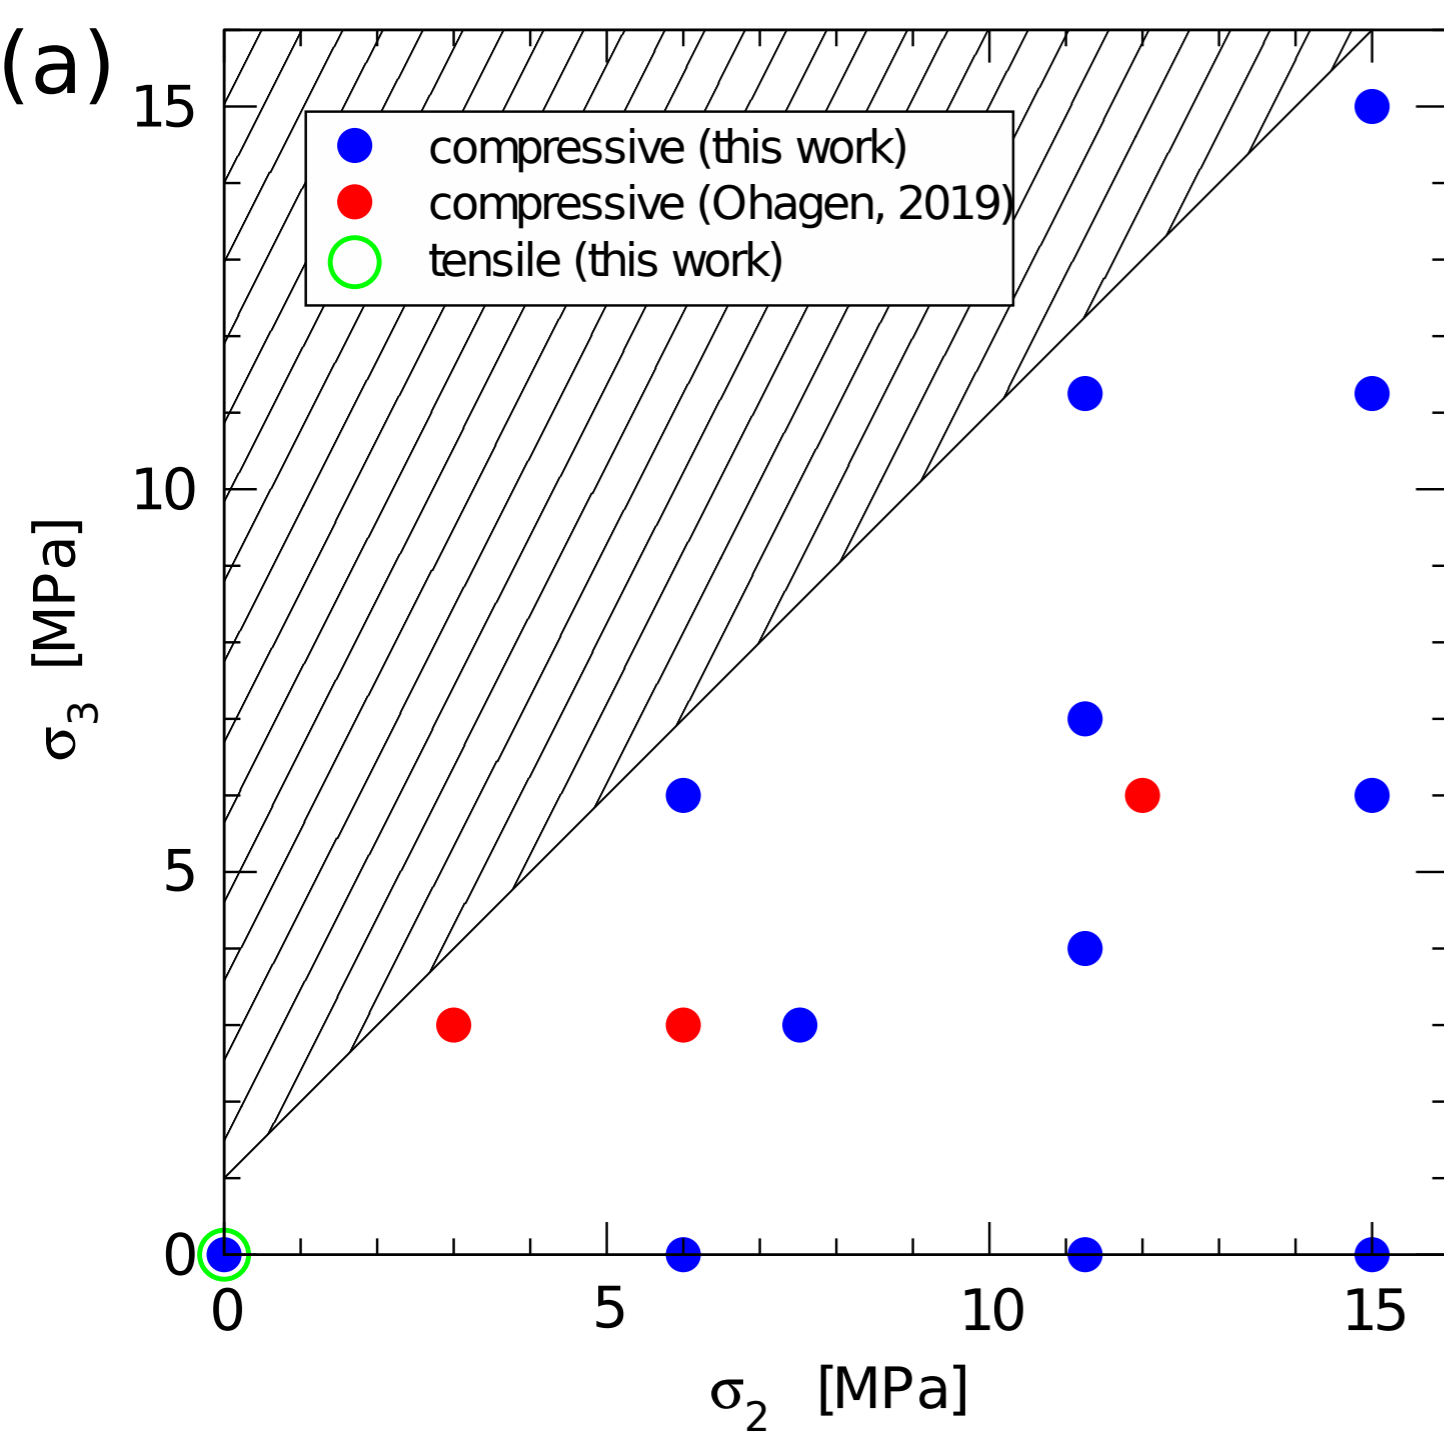 (a)
15
compressive (this work)
compressive (Ohagen, 2019)
tensile (this work)
10
σ3 [MPa]
5
0
0 5 10 15
σ2 [MPa]